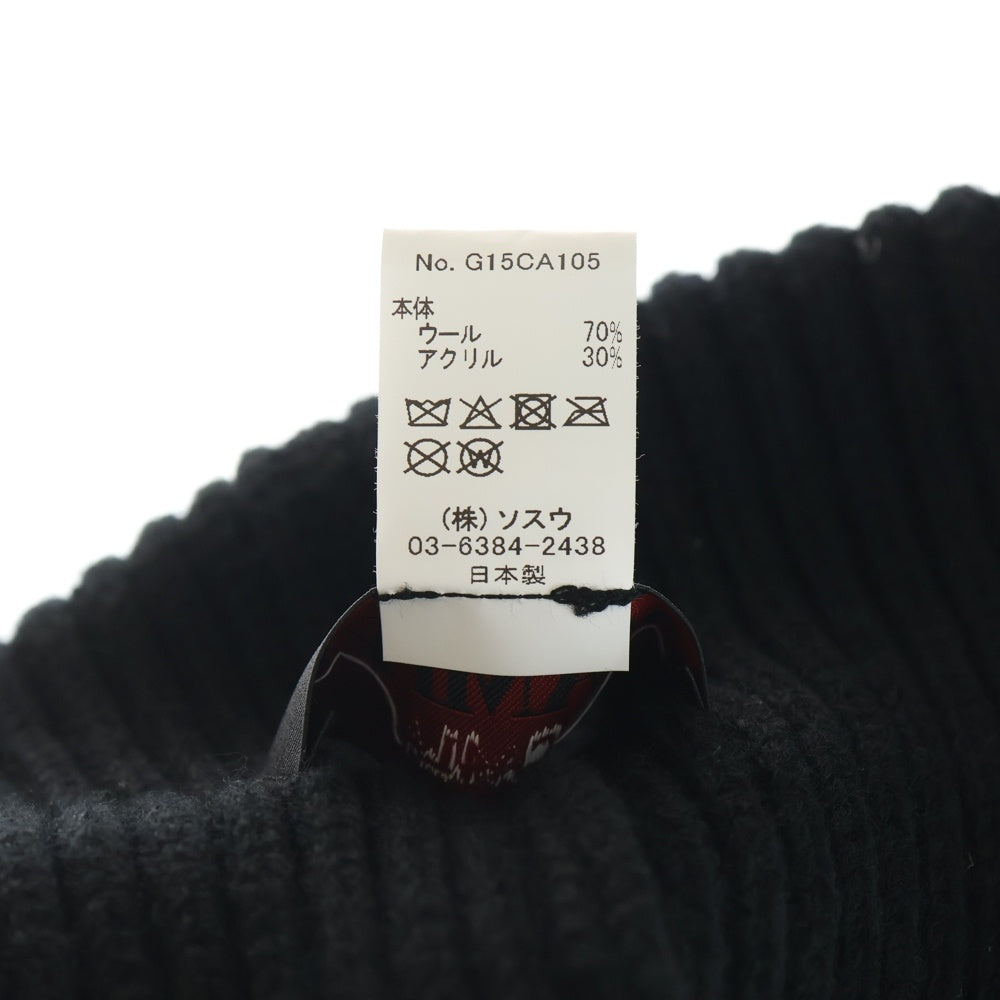 No. G15CA105
本体
ウール 70%
アクリル 30%
(株)ソスウ
03-6384-2438
日本製